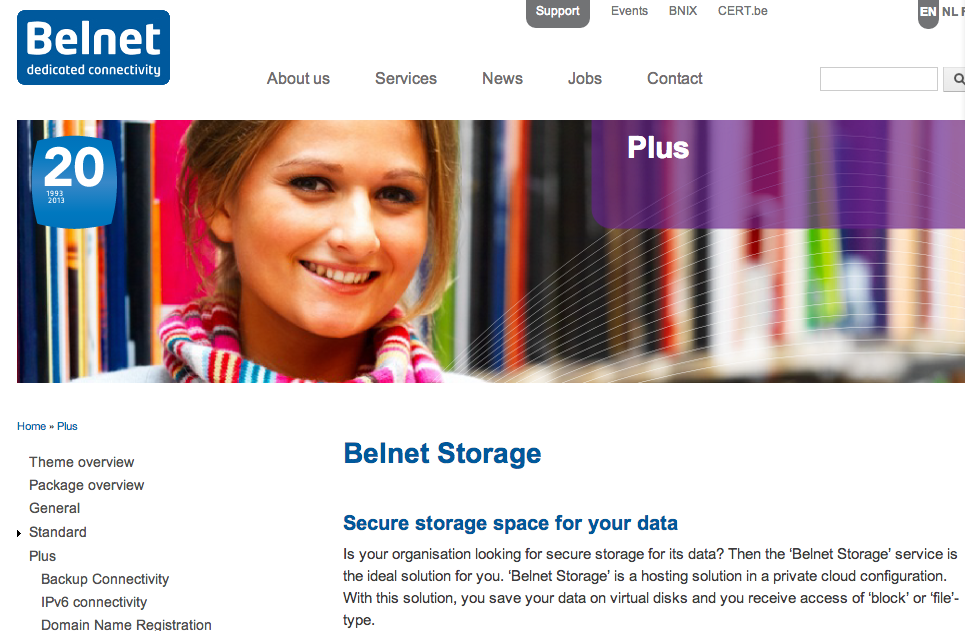 Belnet
dedicated connectivity
Support Events BNIX CERT.be EN NL
About us Services News Jobs Contact
20
1993
2013
Plus
Home » Plus
Theme overview
Package overview
General
Standard
Plus
Backup Connectivity
IPv6 connectivity
Domain Name Registration
Belnet Storage
Secure storage space for your data
Is your organisation looking for secure storage for its data? Then the ‘Belnet Storage’ service is
the ideal solution for you. ‘Belnet Storage’ is a hosting solution in a private cloud configuration.
With this solution, you save your data on virtual disks and you receive access of ‘block’ or ‘file’-
type.